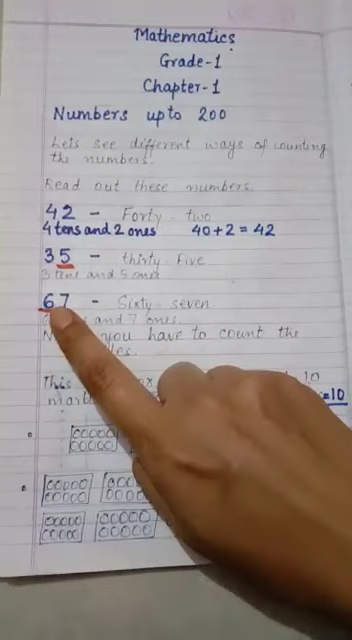 Mathematics
Grade-1
Chapter-1
Numbers upto 200
Lets see different ways of counting
the numbers.
Read out these numbers.
42 - Forty two
4 tens and 2 ones 40+2=42
35 - thirty Five
3 tens and 5 ones
67 - Sixty-seven
and 7 ones.
you have to count the
This 10
=10